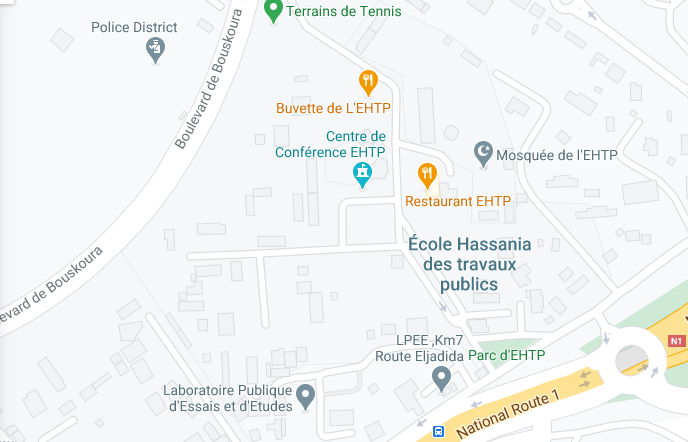 Terrains de Tennis
Police District
Boulevard de Bouskoura
Buvette de L'EHTP
Centre de
Conférence EHTP
Mosquée de l'EHTP
Restaurant EHTP
École Hassania
des travaux
publics
levard de Bouskoura
LPEE ,Km7
Route Eljadida
Parc d'EHTP
N1
Laboratoire Publique
d'Essais et d'Etudes
National Route 1